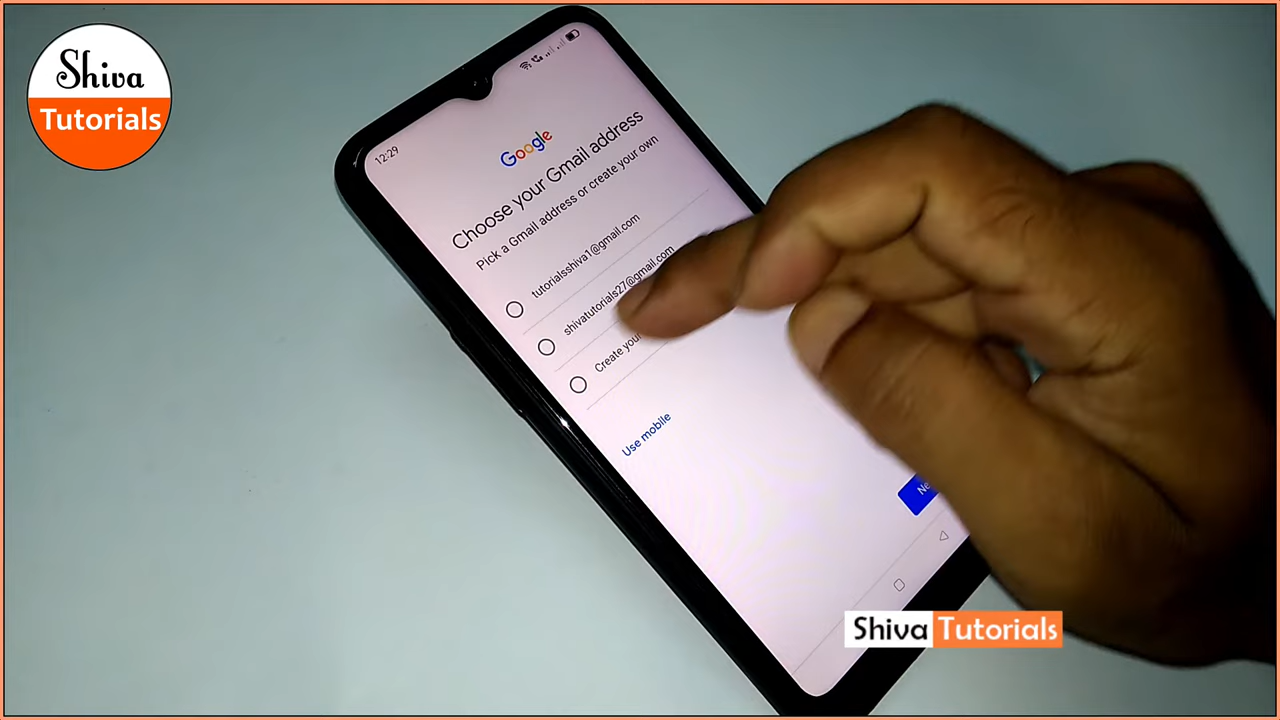 Shiva
Tutorials
12:29
Google
Choose your Gmail address
Pick a Gmail address or create your own
tutorialsshiva1@gmail.com
shivatutorials27@gmail.com
Create your
Use mobile
Shiva Tutorials